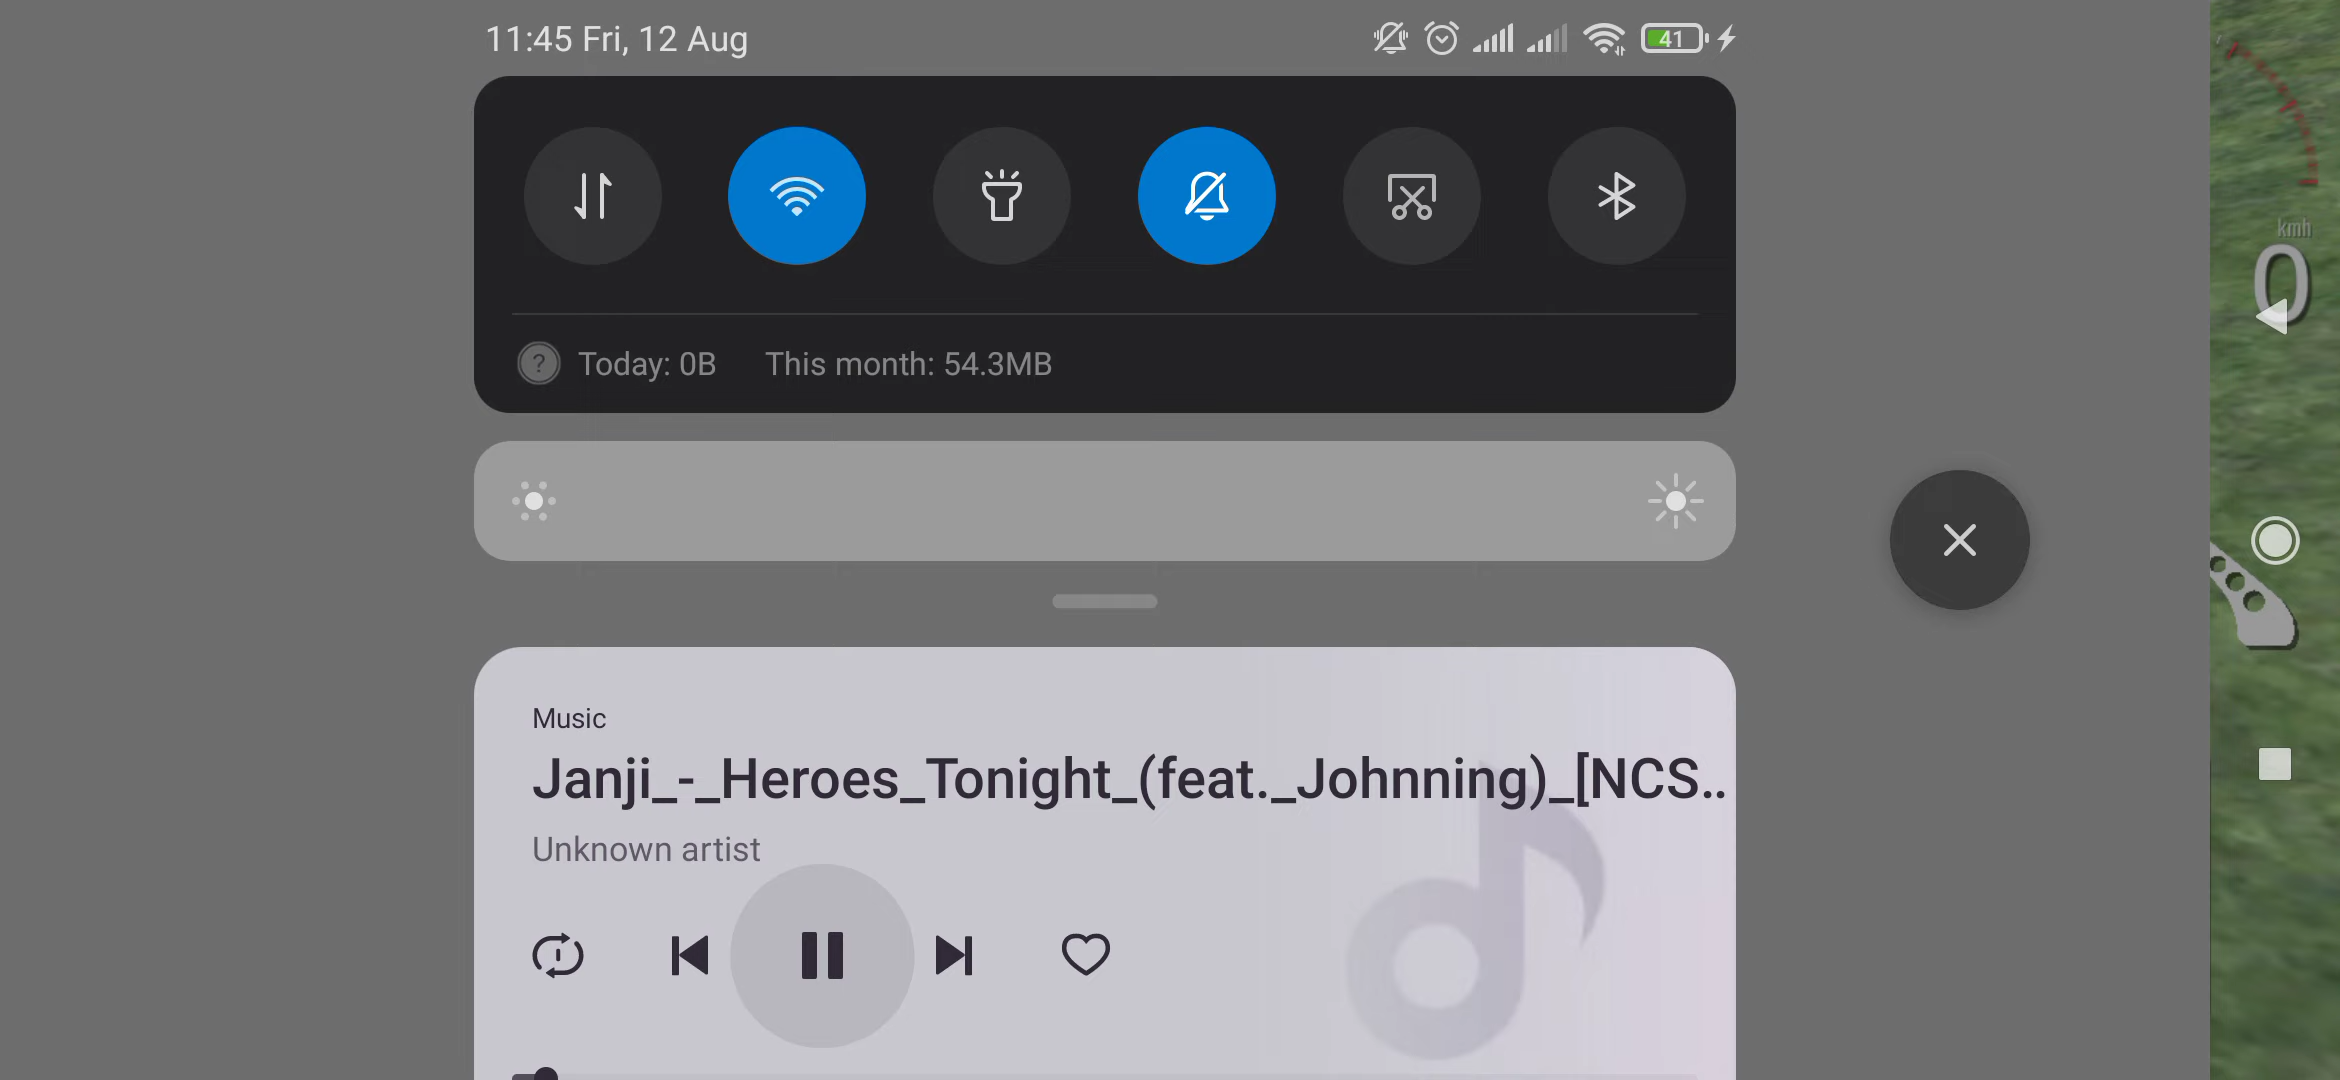 11:45 Fri, 12 Aug
41
kmh
0
? Today: 0B This month: 54.3MB
Music
Janji_-_Heroes_Tonight_(feat._Johnning)_[NCS..
Unknown artist